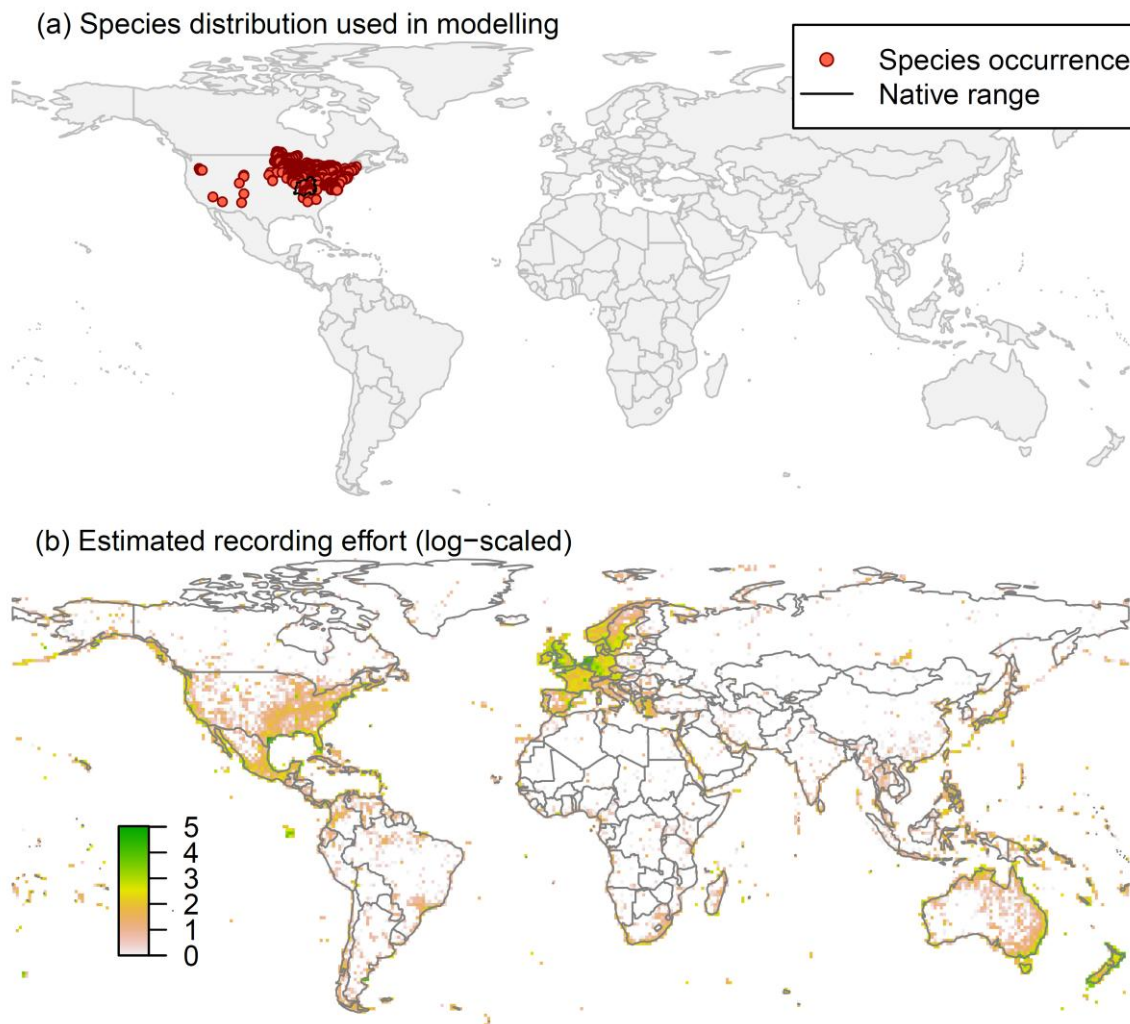 (a) Species distribution used in modelling
Species occurrence
Native range
(b) Estimated recording effort (log−scaled)
5
4
3
2
1
0